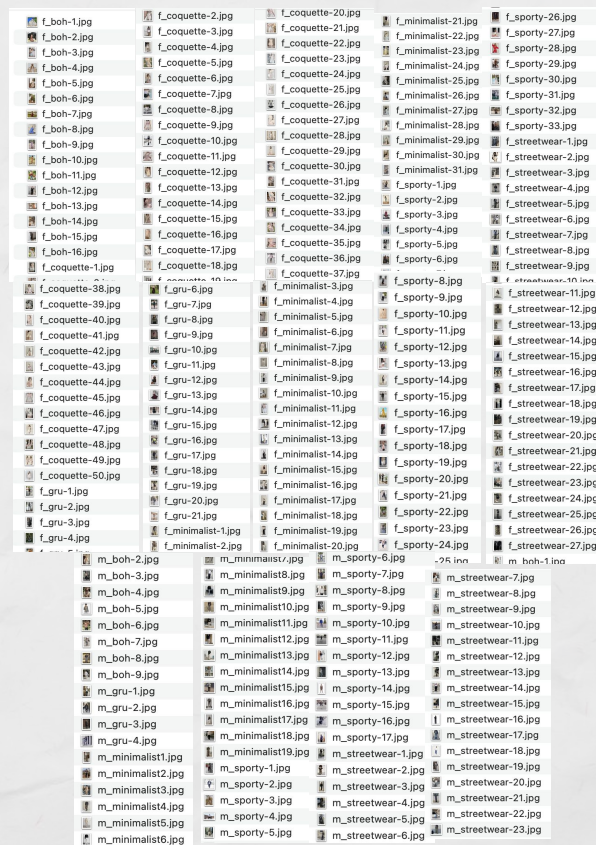 f_boh-1.jpg
f_boh-2.jpg
f_boh-3.jpg
f_boh-4.jpg
f_boh-5.jpg
f_boh-6.jpg
f_boh-7.jpg
f_boh-8.jpg
f_boh-9.jpg
f_boh-10.jpg
f_boh-11.jpg
f_boh-12.jpg
f_boh-13.jpg
f_boh-14.jpg
f_boh-15.jpg
f_boh-16.jpg
f_coquette-1.jpg
f_coquette-2.jpg
f_coquette-3.jpg
f_coquette-4.jpg
f_coquette-5.jpg
f_coquette-6.jpg
f_coquette-7.jpg
f_coquette-8.jpg
f_coquette-9.jpg
f_coquette-10.jpg
f_coquette-11.jpg
f_coquette-12.jpg
f_coquette-13.jpg
f_coquette-14.jpg
f_coquette-15.jpg
f_coquette-16.jpg
f_coquette-17.jpg
f_coquette-18.jpg
f_coquette-19.jpg
f_coquette-20.jpg
f_coquette-21.jpg
f_coquette-22.jpg
f_coquette-23.jpg
f_coquette-24.jpg
f_coquette-25.jpg
f_coquette-26.jpg
f_coquette-27.jpg
f_coquette-28.jpg
f_coquette-29.jpg
f_coquette-30.jpg
f_coquette-31.jpg
f_coquette-32.jpg
f_coquette-33.jpg
f_coquette-34.jpg
f_coquette-35.jpg
f_coquette-36.jpg
f_coquette-37.jpg
f_minimalist-21.jpg
f_minimalist-22.jpg
f_minimalist-23.jpg
f_minimalist-24.jpg
f_minimalist-25.jpg
f_minimalist-26.jpg
f_minimalist-27.jpg
f_minimalist-28.jpg
f_minimalist-29.jpg
f_minimalist-30.jpg
f_minimalist-31.jpg
f_sporty-1.jpg
f_sporty-2.jpg
f_sporty-3.jpg
f_sporty-4.jpg
f_sporty-5.jpg
f_sporty-6.jpg
f_sporty-26.jpg
f_sporty-27.jpg
f_sporty-28.jpg
f_sporty-29.jpg
f_sporty-30.jpg
f_sporty-31.jpg
f_sporty-32.jpg
f_sporty-33.jpg
f_streetwear-1.jpg
f_streetwear-2.jpg
f_streetwear-3.jpg
f_streetwear-4.jpg
f_streetwear-5.jpg
f_streetwear-6.jpg
f_streetwear-7.jpg
f_streetwear-8.jpg
f_streetwear-9.jpg
f_streetwear-10.jpg
f_coquette-38.jpg
f_coquette-39.jpg
f_coquette-40.jpg
f_coquette-41.jpg
f_coquette-42.jpg
f_coquette-43.jpg
f_coquette-44.jpg
f_coquette-45.jpg
f_coquette-46.jpg
f_coquette-47.jpg
f_coquette-48.jpg
f_coquette-49.jpg
f_coquette-50.jpg
f_gru-1.jpg
f_gru-2.jpg
f_gru-3.jpg
f_gru-4.jpg
f_gru-6.jpg
f_gru-7.jpg
f_gru-8.jpg
f_gru-9.jpg
f_gru-10.jpg
f_gru-11.jpg
f_gru-12.jpg
f_gru-13.jpg
f_gru-14.jpg
f_gru-15.jpg
f_gru-16.jpg
f_gru-17.jpg
f_gru-18.jpg
f_gru-19.jpg
f_gru-20.jpg
f_gru-21.jpg
f_minimalist-1.jpg
f_minimalist-2.jpg
f_minimalist-3.jpg
f_minimalist-4.jpg
f_minimalist-5.jpg
f_minimalist-6.jpg
f_minimalist-7.jpg
f_minimalist-8.jpg
f_minimalist-9.jpg
f_minimalist-10.jpg
f_minimalist-11.jpg
f_minimalist-12.jpg
f_minimalist-13.jpg
f_minimalist-14.jpg
f_minimalist-15.jpg
f_minimalist-16.jpg
f_minimalist-17.jpg
f_minimalist-18.jpg
f_minimalist-19.jpg
f_minimalist-20.jpg
f_sporty-8.jpg
f_sporty-9.jpg
f_sporty-10.jpg
f_sporty-11.jpg
f_sporty-12.jpg
f_sporty-13.jpg
f_sporty-14.jpg
f_sporty-15.jpg
f_sporty-16.jpg
f_sporty-17.jpg
f_sporty-18.jpg
f_sporty-19.jpg
f_sporty-20.jpg
f_sporty-21.jpg
f_sporty-22.jpg
f_sporty-23.jpg
f_sporty-24.jpg
-25.jpg
f_streetwear-11.jpg
f_streetwear-12.jpg
f_streetwear-13.jpg
f_streetwear-14.jpg
f_streetwear-15.jpg
f_streetwear-16.jpg
f_streetwear-17.jpg
f_streetwear-18.jpg
f_streetwear-19.jpg
f_streetwear-20.jpg
f_streetwear-21.jpg
f_streetwear-22.jpg
f_streetwear-23.jpg
f_streetwear-24.jpg
f_streetwear-25.jpg
f_streetwear-26.jpg
f_streetwear-27.jpg
m_boh-1.jpg
m_boh-2.jpg
m_boh-3.jpg
m_boh-4.jpg
m_boh-5.jpg
m_boh-6.jpg
m_boh-7.jpg
m_boh-8.jpg
m_boh-9.jpg
m_gru-1.jpg
m_gru-2.jpg
m_gru-3.jpg
m_gru-4.jpg
m_minimalist1.jpg
m_minimalist2.jpg
m_minimalist3.jpg
m_minimalist4.jpg
m_minimalist5.jpg
m_minimalist6.jpg
m_minimalist7.jpg
m_minimalist8.jpg
m_minimalist9.jpg
m_minimalist10.jpg
m_minimalist11.jpg
m_minimalist12.jpg
m_minimalist13.jpg
m_minimalist14.jpg
m_minimalist15.jpg
m_minimalist16.jpg
m_minimalist17.jpg
m_minimalist18.jpg
m_minimalist19.jpg
m_sporty-1.jpg
m_sporty-2.jpg
m_sporty-3.jpg
m_sporty-4.jpg
m_sporty-5.jpg
m_sporty-6.jpg
m_sporty-7.jpg
m_sporty-8.jpg
m_sporty-9.jpg
m_sporty-10.jpg
m_sporty-11.jpg
m_sporty-12.jpg
m_sporty-13.jpg
m_sporty-14.jpg
m_sporty-15.jpg
m_sporty-16.jpg
m_sporty-17.jpg
m_streetwear-1.jpg
m_streetwear-2.jpg
m_streetwear-3.jpg
m_streetwear-4.jpg
m_streetwear-5.jpg
m_streetwear-6.jpg
m_streetwear-7.jpg
m_streetwear-8.jpg
m_streetwear-9.jpg
m_streetwear-10.jpg
m_streetwear-11.jpg
m_streetwear-12.jpg
m_streetwear-13.jpg
m_streetwear-14.jpg
m_streetwear-15.jpg
m_streetwear-16.jpg
m_streetwear-17.jpg
m_streetwear-18.jpg
m_streetwear-19.jpg
m_streetwear-20.jpg
m_streetwear-21.jpg
m_streetwear-22.jpg
m_streetwear-23.jpg